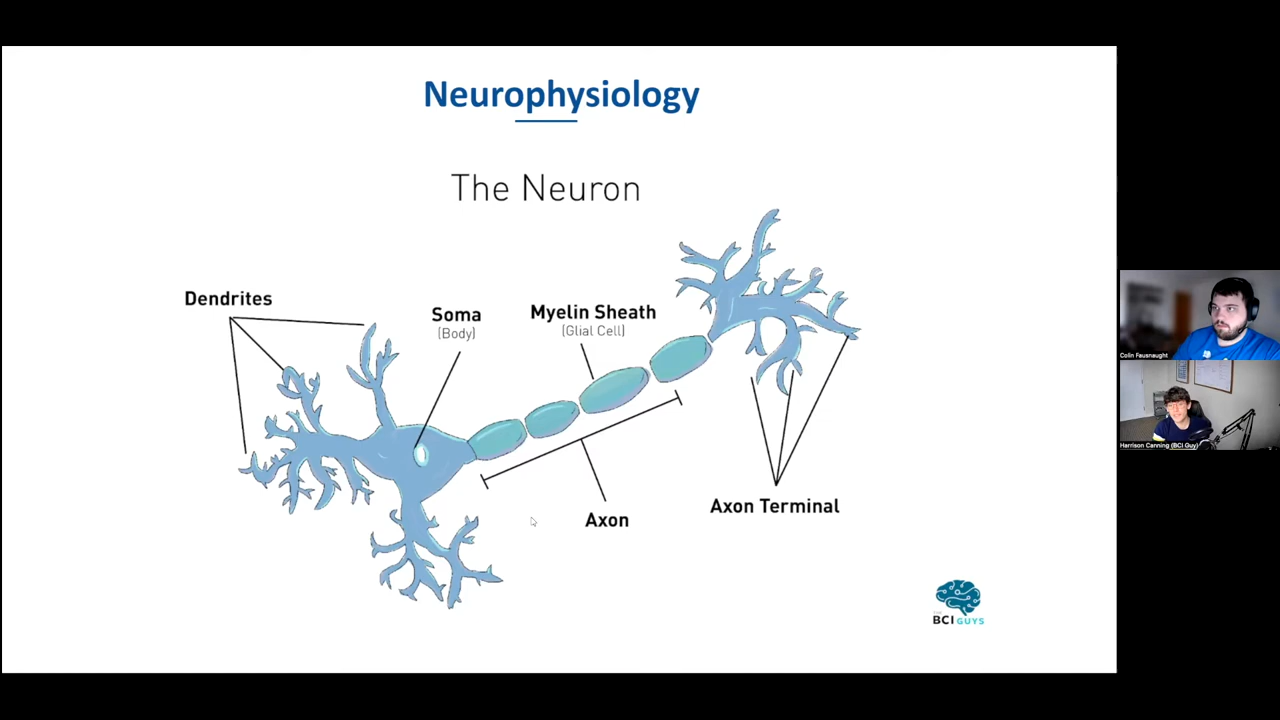 Neurophysiology
The Neuron
Dendrites
Soma
(Body)
Myelin Sheath
(Glial Cell)
Axon
Axon Terminal
THE
BCI GUYS
Colin Fausnaught
Harrison Canning (BCI Guy)